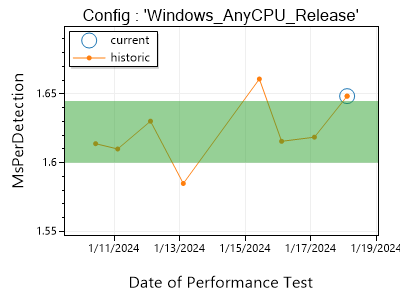 Config : 'Windows_AnyCPU_Release'
current
historic
MsPerDetection
1.65
1.6
1.55
1/11/2024 1/13/2024 1/15/2024 1/17/2024 1/19/2024
Date of Performance Test